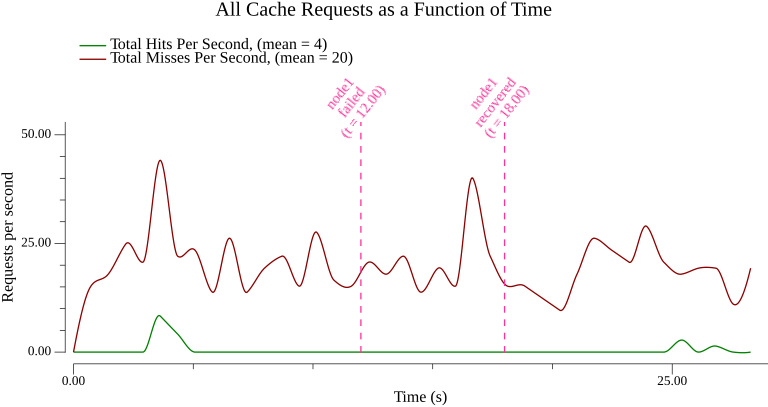 All Cache Requests as a Function of Time
Total Hits Per Second, (mean = 4)
Total Misses Per Second, (mean = 20)
node1
failed
(t = 12.00)
node1
recovered
(t = 18.00)
50.00
25.00
0.00
Requests per second
0.00
25.00
Time (s)